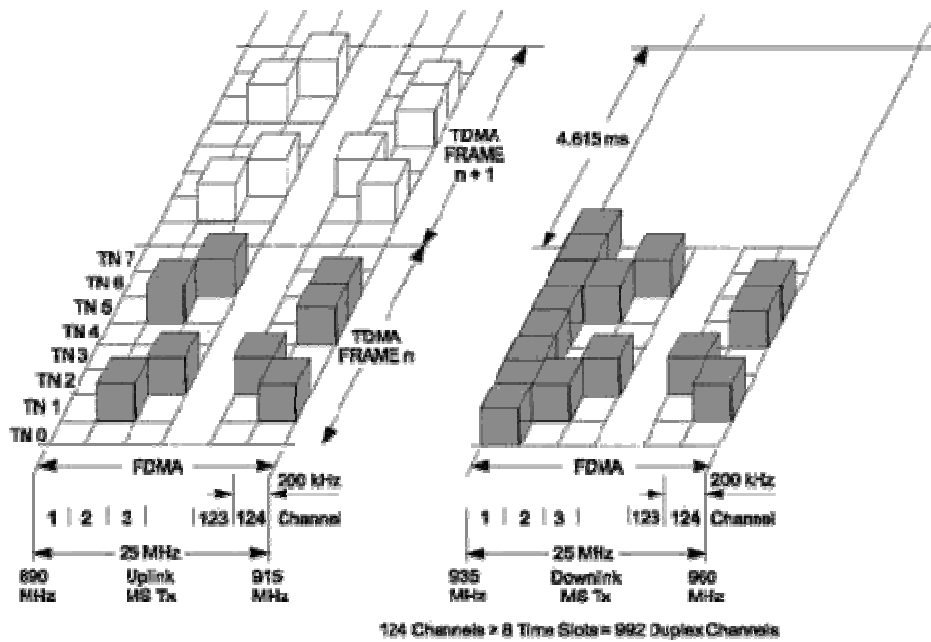 TDMA
FRAME
n + 1
4.615 ms
TN 7
TN 6
TN 5
TN 4
TN 3
TN 2
TN 1
TN 0
TDMA
FRAME n
FDMA
200 kHz
1 2 3 123 124 Channel
25 MHz
890
MHz
Uplink
MS Tx
915
MHz
FDMA
200 kHz
1 2 3 123 124 Channel
25 MHz
935
MHz
Downlink
MS Tx
960
MHz
124 Channels x 8 Time Slots = 992 Duplex Channels